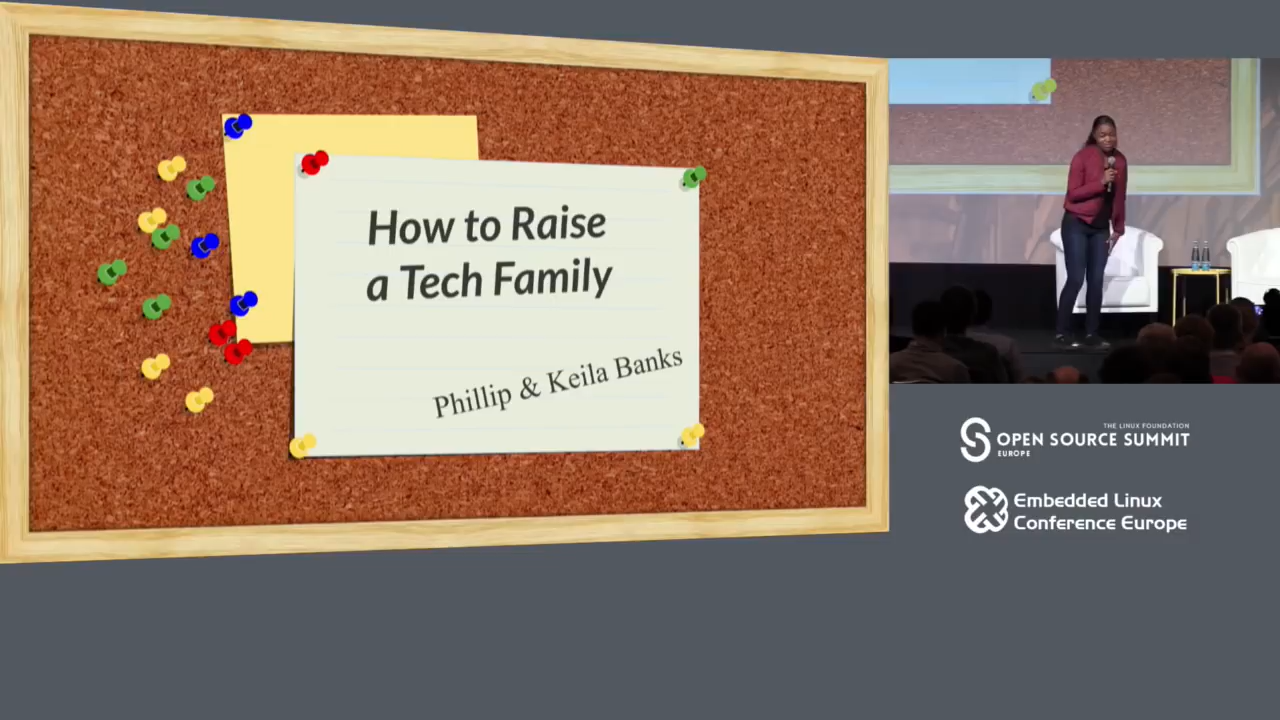 How to Raise
a Tech Family
Phillip & Keila Banks
THE LINUX FOUNDATION
OPEN SOURCE SUMMIT
EUROPE
Embedded Linux
Conference Europe